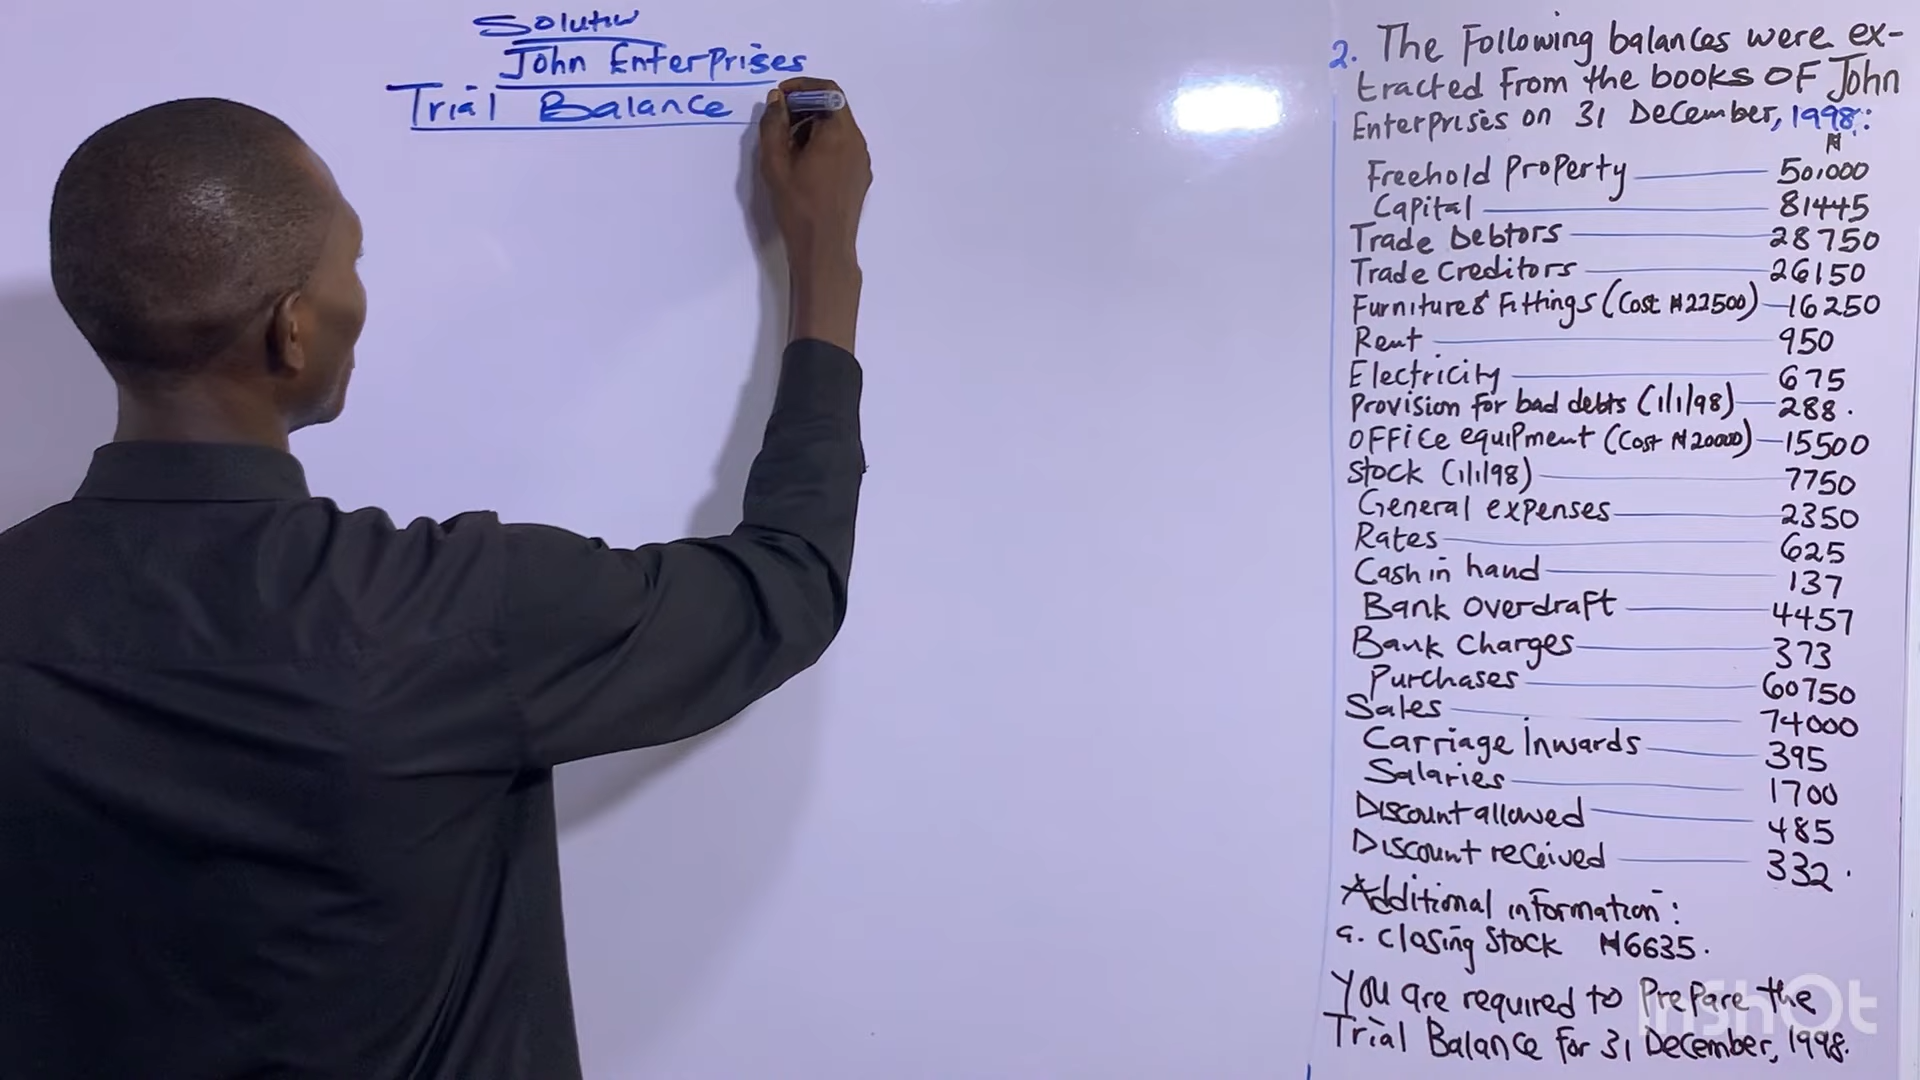 Solution
John Enterprises
Trial Balance
2. The Following balances were ex-
tracted From the books OF John
Enterprises on 31 December, 1998:
₦
Freehold Property 50,000
Capital 81445
Trade Debtors 28750
Trade Creditors 26150
Furniture & Fittings (Cost ₦22500) 16250
Rent 950
Electricity 675
Provision for bad debts (1/1/98) 288.
OFFice equipment (Cost ₦20000) 15500
Stock (1/1/98) 7750
General expenses 2350
Rates 625
Cash in hand 137
Bank overdraft 4457
Bank Charges 373
Purchases 60750
Sales 74000
Carriage Inwards 395
Salaries 1700
Discount allowed 485
Discount received 332.
Additional information:
a. Closing Stock ₦6635.
You are required to Prepare the
Trial Balance for 31 December, 1998.
InShOt